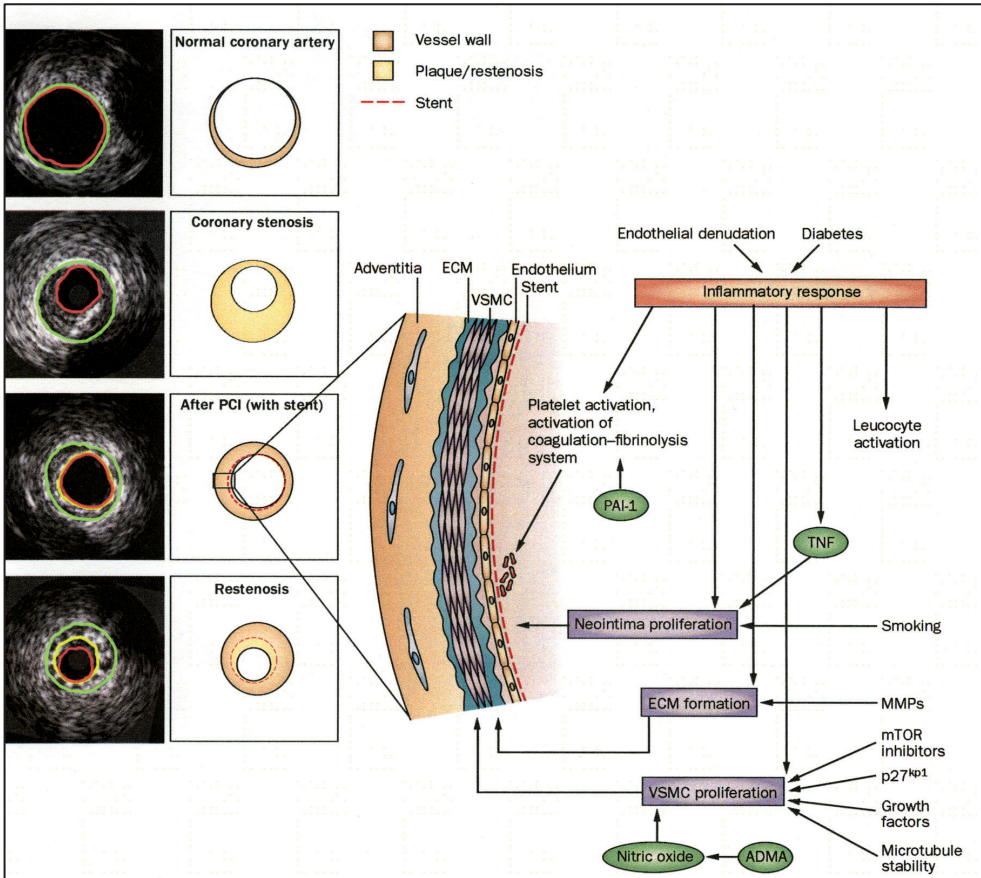 Normal coronary artery
Vessel wall
Plaque/restenosis
Stent
Coronary stenosis
Endothelial denudation
Diabetes
Adventitia
ECM
VSMC
Endothelium
Stent
Inflammatory response
After PCI (with stent)
Platelet activation,
activation of
coagulation–fibrinolysis
system
Leucocyte
activation
PAI-1
TNF
Restenosis
Neointima proliferation
Smoking
ECM formation
MMPs
mTOR
inhibitors
VSMC proliferation
p27kp1
Growth
factors
Nitric oxide
ADMA
Microtubule
stability